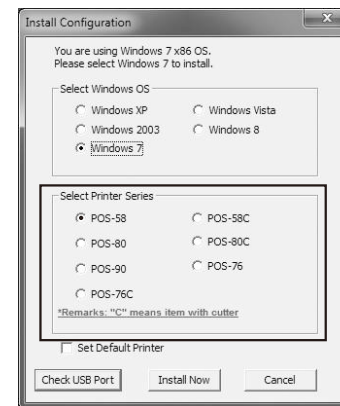 Install Configuration
x
You are using Windows 7 x86 OS.
Please select Windows 7 to install.
Select Windows OS
Windows XP Windows Vista
Windows 2003 Windows 8
Windows 7
Select Printer Series
POS-58 POS-58C
POS-80 POS-80C
POS-90 POS-76
POS-76C
*Remarks: "C" means item with cutter
Set Default Printer
Check USB Port Install Now Cancel